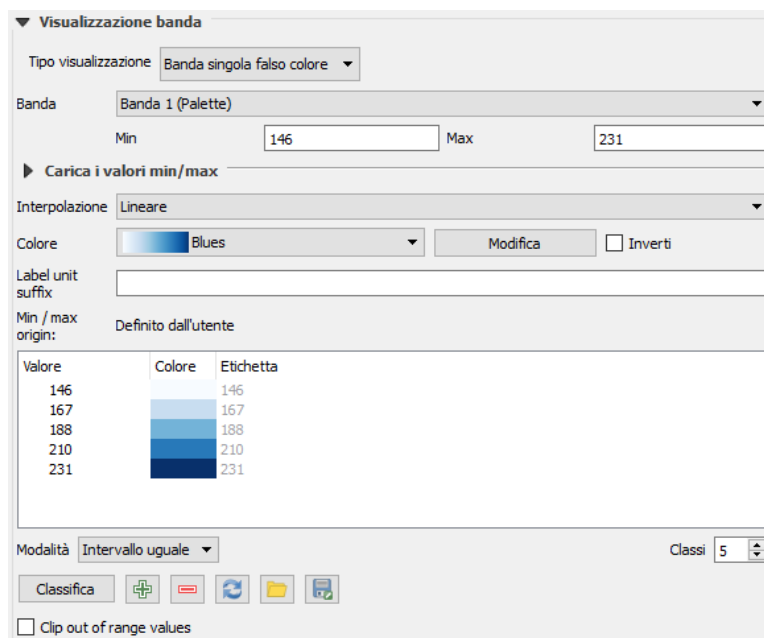 Visualizzazione banda
Tipo visualizzazione Banda singola falso colore
Banda Banda 1 (Palette)
Min 146 Max 231
Carica i valori min/max
Interpolazione Lineare
Colore Blues Modifica Inverti
Label unit
suffix
Min / max
origin: Definito dall'utente
Valore Colore Etichetta
146 146
167 167
188 188
210 210
231 231
Modalità Intervallo uguale Classi 5
Classifica
Clip out of range values